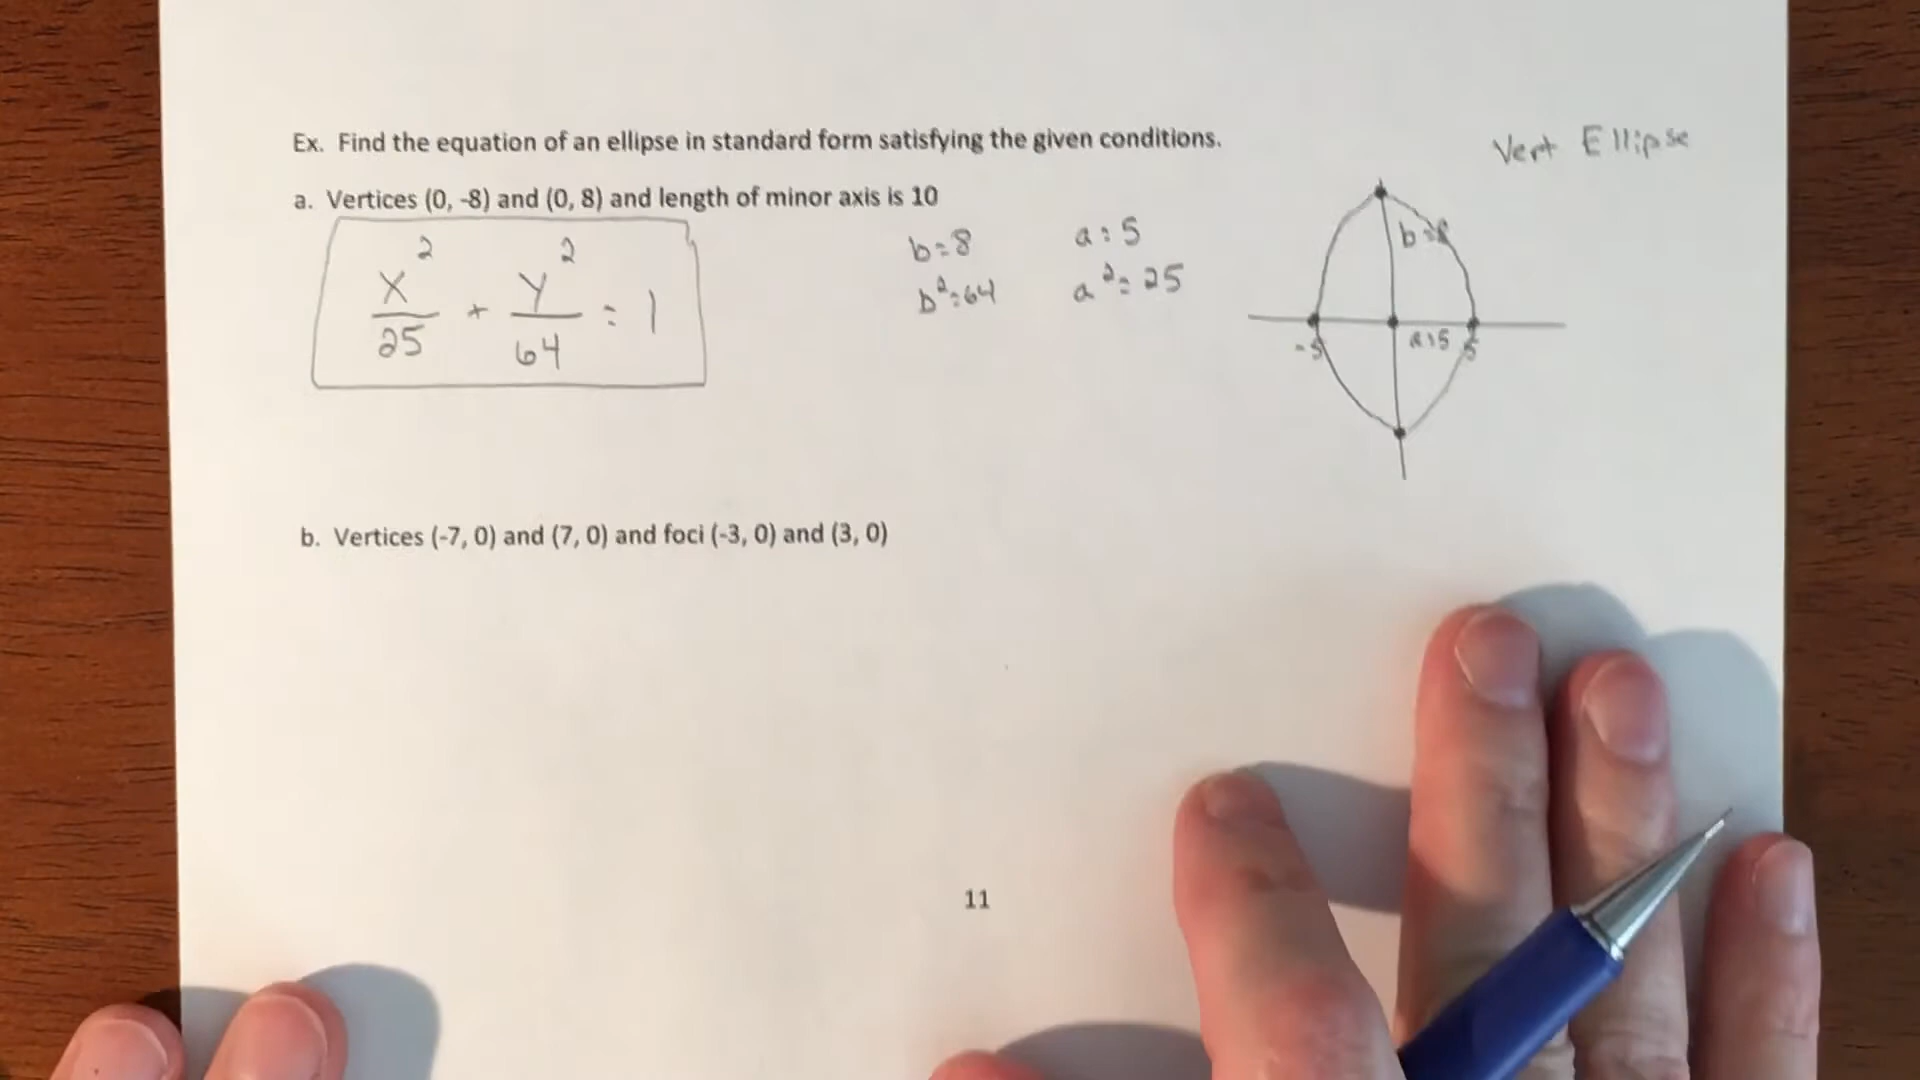 Ex. Find the equation of an ellipse in standard form satisfying the given conditions.
Vert Ellipse
a. Vertices (0, -8) and (0, 8) and length of minor axis is 10
x²/25 + y²/64 = 1
b=8
a=5
b²=64
a²=25
b=8
-5
a=5
5
b. Vertices (-7, 0) and (7, 0) and foci (-3, 0) and (3, 0)
11